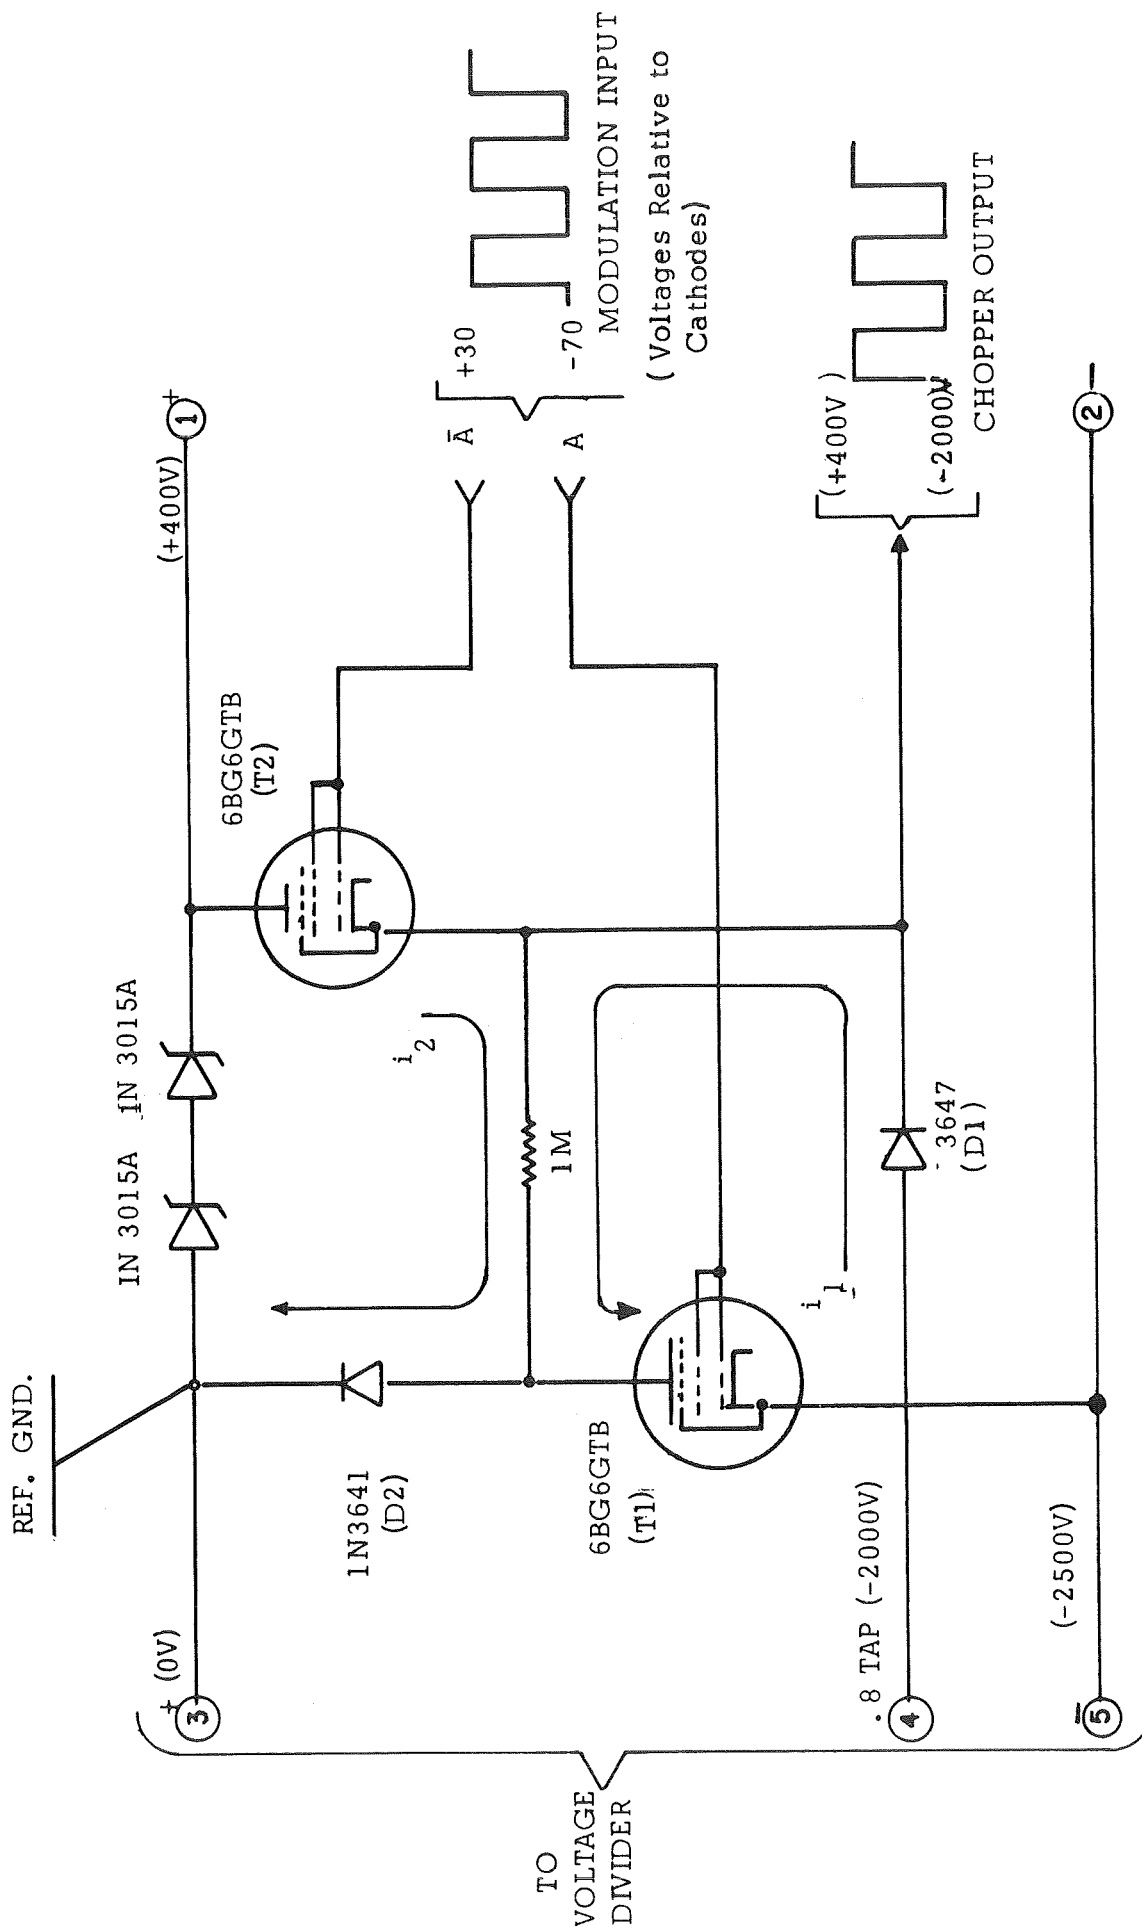 REF. GND.
+ (0V)
3
1N 3015A
1N 3015A
(+400V)
+
1
6BG6GTB
(T2)
1N3641
(D2)
i2
Ā
A
+30
-70
MODULATION INPUT
(Voltages Relative to
Cathodes)
1M
6BG6GTB
(T1)
i1
TO
VOLTAGE
DIVIDER
.8 TAP (-2000V)
4
3647
(D1)
(+400V)
(-2000V)
CHOPPER OUTPUT
(-2500V)
-
5
2
-